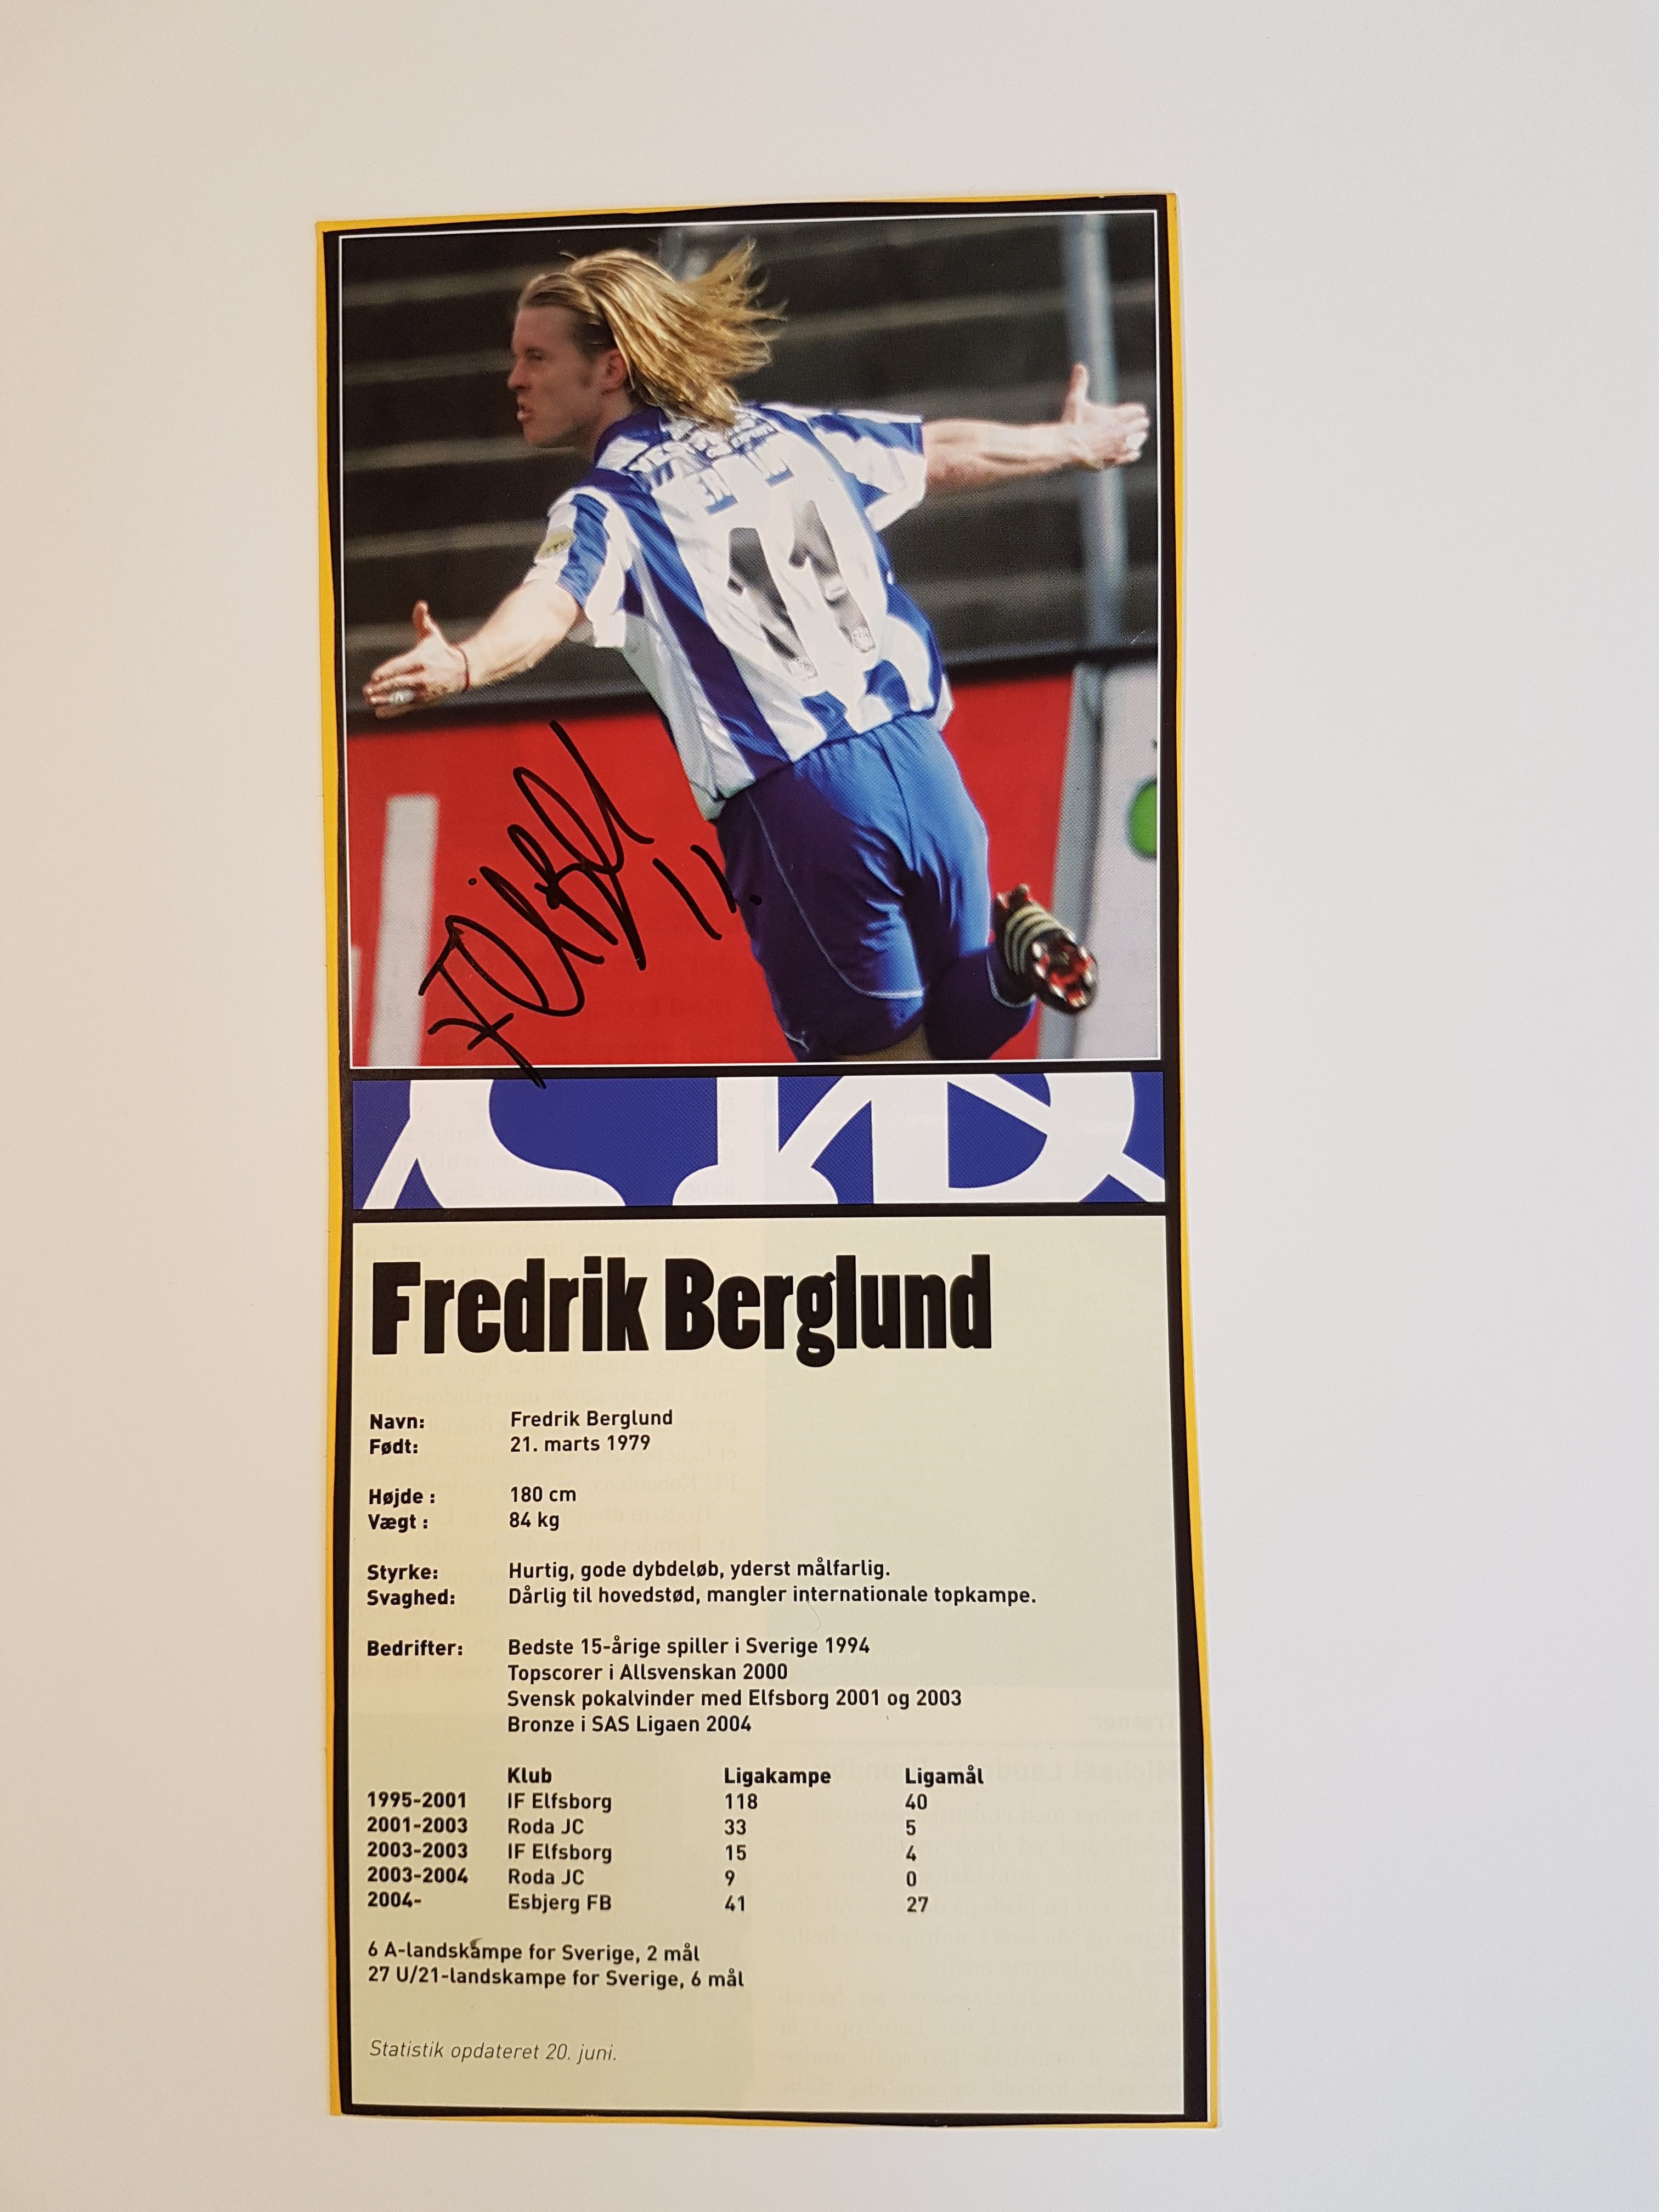 11
11.
Fredrik Berglund
Navn: Fredrik Berglund
Født: 21. marts 1979
Højde : 180 cm
Vægt : 84 kg
Styrke: Hurtig, gode dybdeløb, yderst målfarlig.
Svaghed: Dårlig til hovedstød, mangler internationale topkampe.
Bedrifter: Bedste 15-årige spiller i Sverige 1994
Topscorer i Allsvenskan 2000
Svensk pokalvinder med Elfsborg 2001 og 2003
Bronze i SAS Ligaen 2004
Klub Ligakampe Ligamål
1995-2001 IF Elfsborg 118 40
2001-2003 Roda JC 33 5
2003-2003 IF Elfsborg 15 4
2003-2004 Roda JC 9 0
2004- Esbjerg FB 41 27
6 A-landskampe for Sverige, 2 mål
27 U/21-landskampe for Sverige, 6 mål
Statistik opdateret 20. juni.